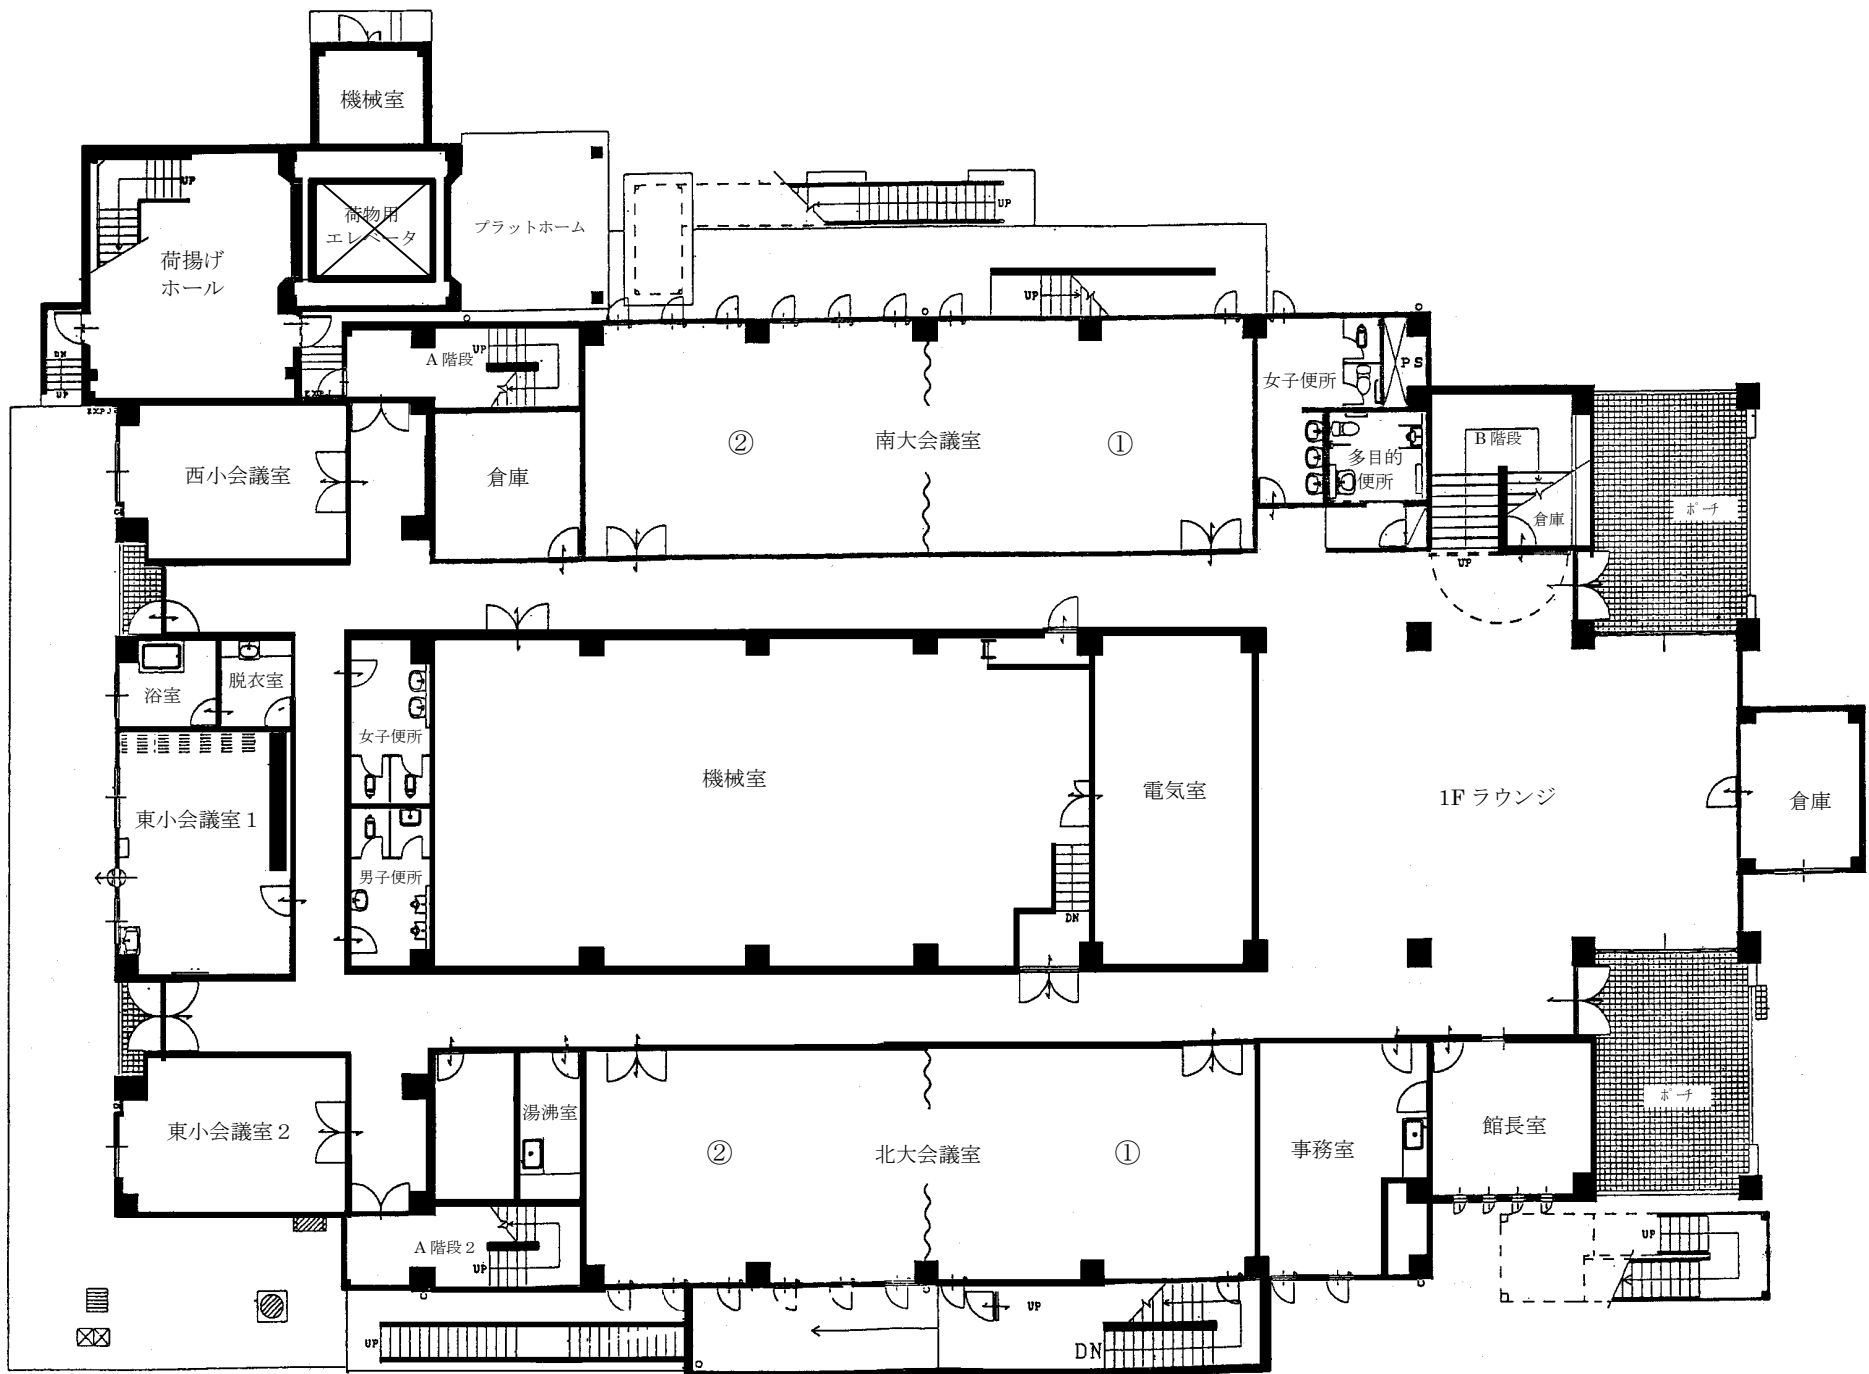 機械室
UP
荷物用
エレベータ
プラットホーム
UP
荷揚げ
ホール
UP
DN
UP
EXPJ
EXPJ
A階段
UP
女子便所
PS
西小会議室
倉庫
②
南大会議室
①
多目的
便所
B階段
倉庫
UP
ポーチ
浴室
脱衣室
女子便所
機械室
電気室
1Fラウンジ
倉庫
東小会議室1
男子便所
DN
東小会議室2
湯沸室
②
北大会議室
①
事務室
館長室
ポーチ
A階段2
UP
UP
UP
UP
DN